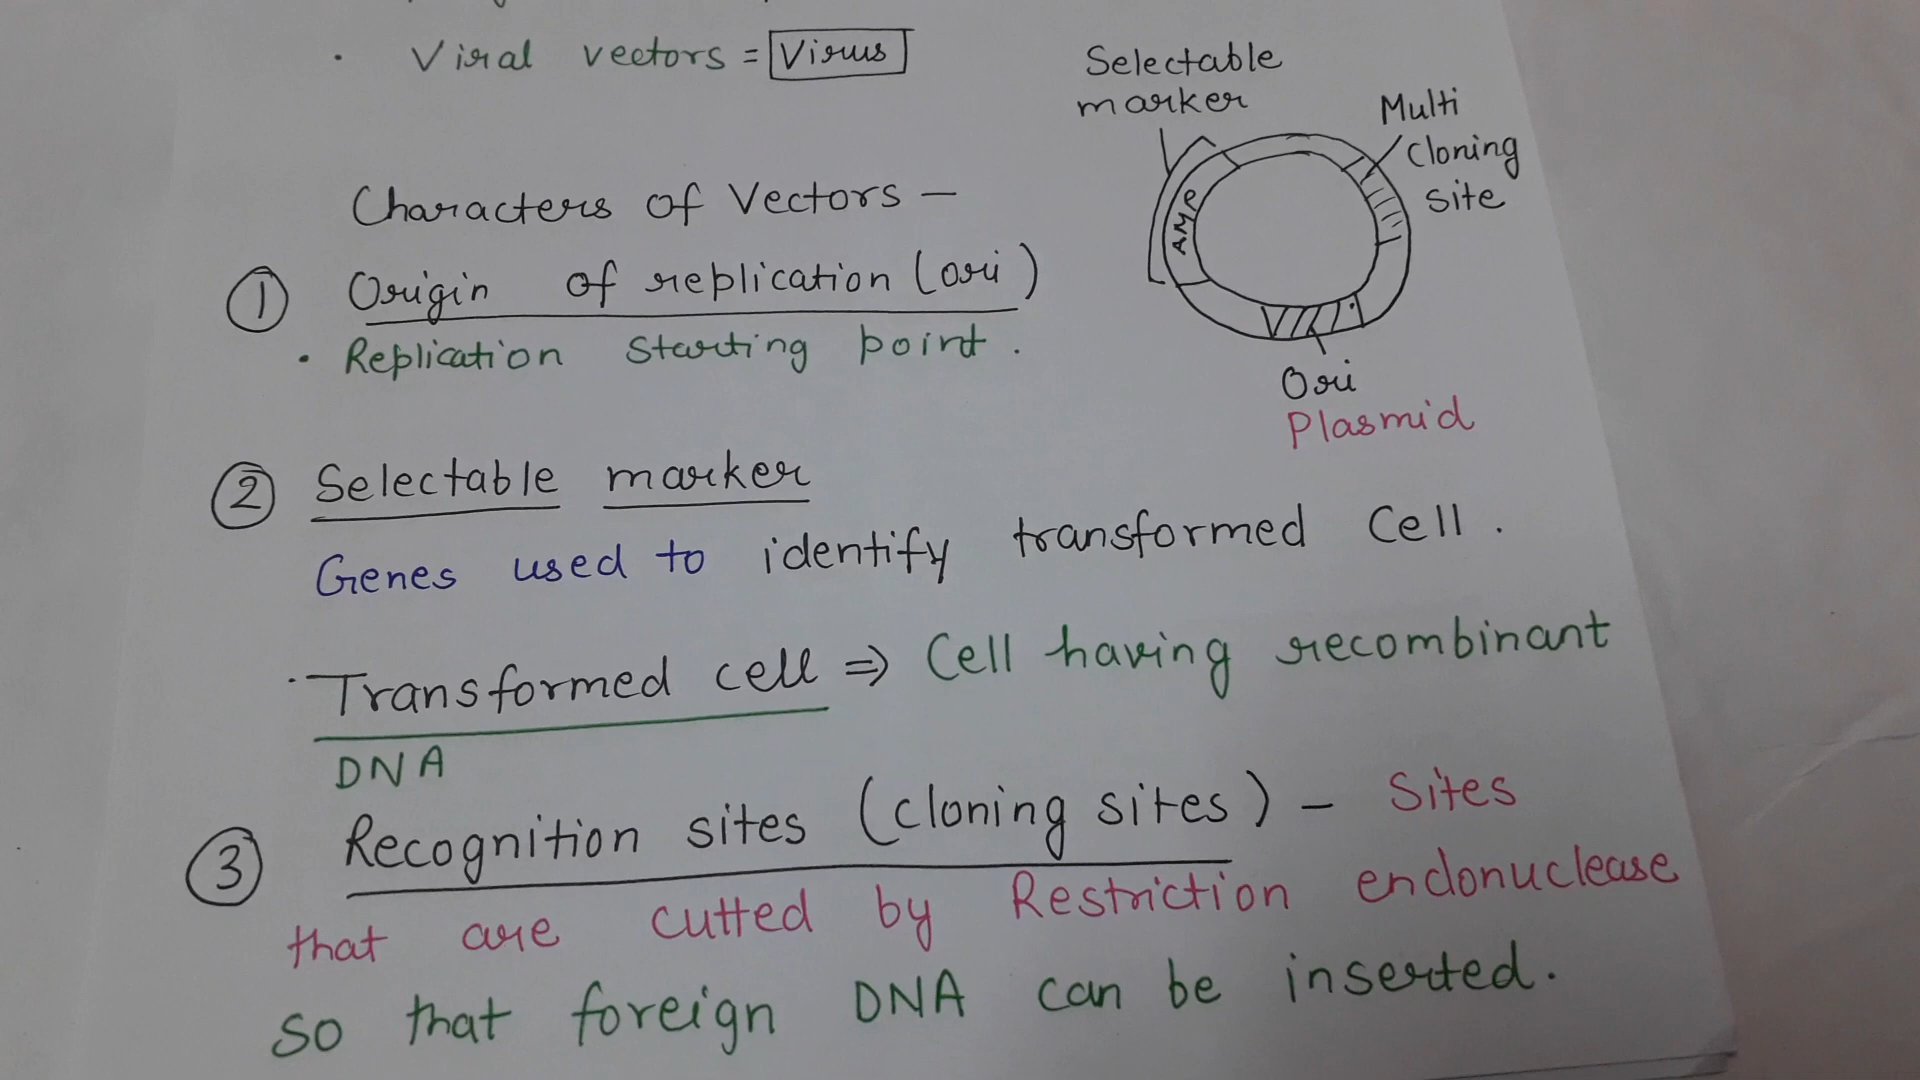 • Viral vectors = Virus
Selectable
marker
Multi
Cloning
site
AMP
Ori
Plasmid
Characters of Vectors –
① Origin of replication (ori)
• Replication starting point.
② Selectable marker
Genes used to identify transformed Cell.
• Transformed cell ⇒ Cell having recombinant
DNA
③ Recognition sites (cloning sites) – Sites
that are cutted by Restriction endonuclease
so that foreign DNA can be inserted.